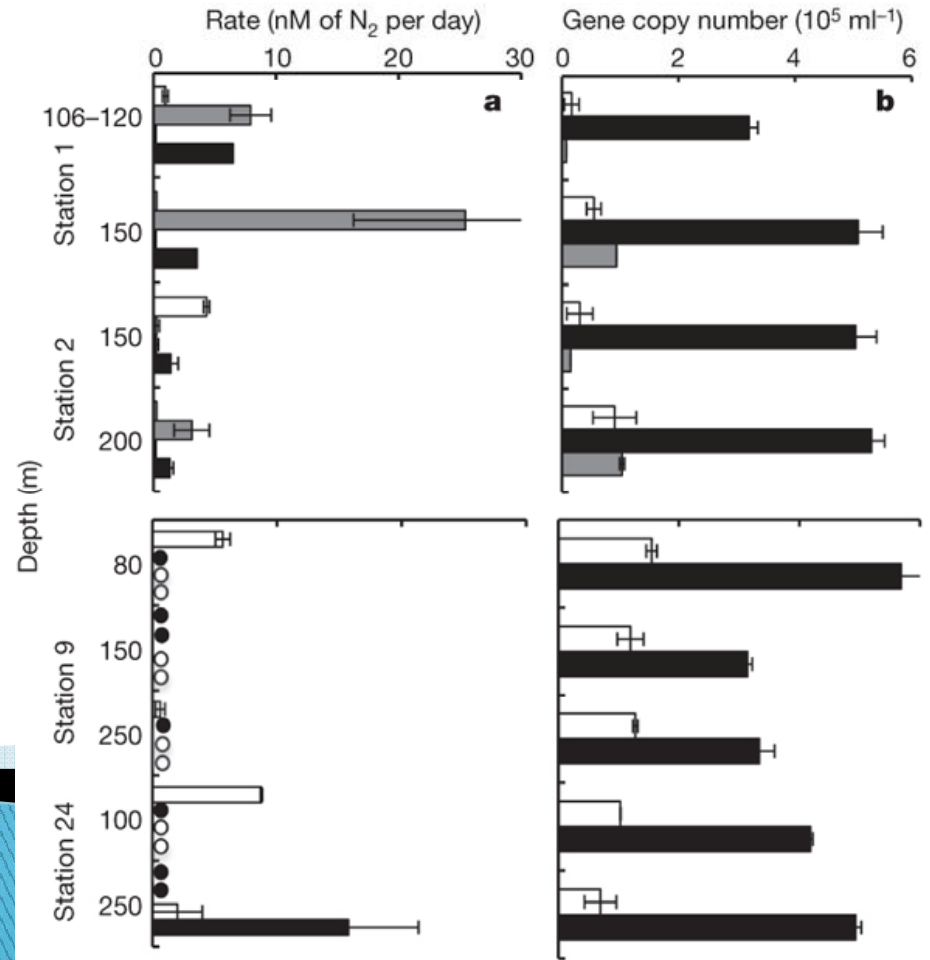 Rate (nM of N2 per day)
Gene copy number (10⁵ ml⁻¹)
0 10 20 30
0 2 4 6
a
b
Depth (m)
Station 1
106–120
150
Station 2
150
200
Station 9
80
150
250
Station 24
100
250